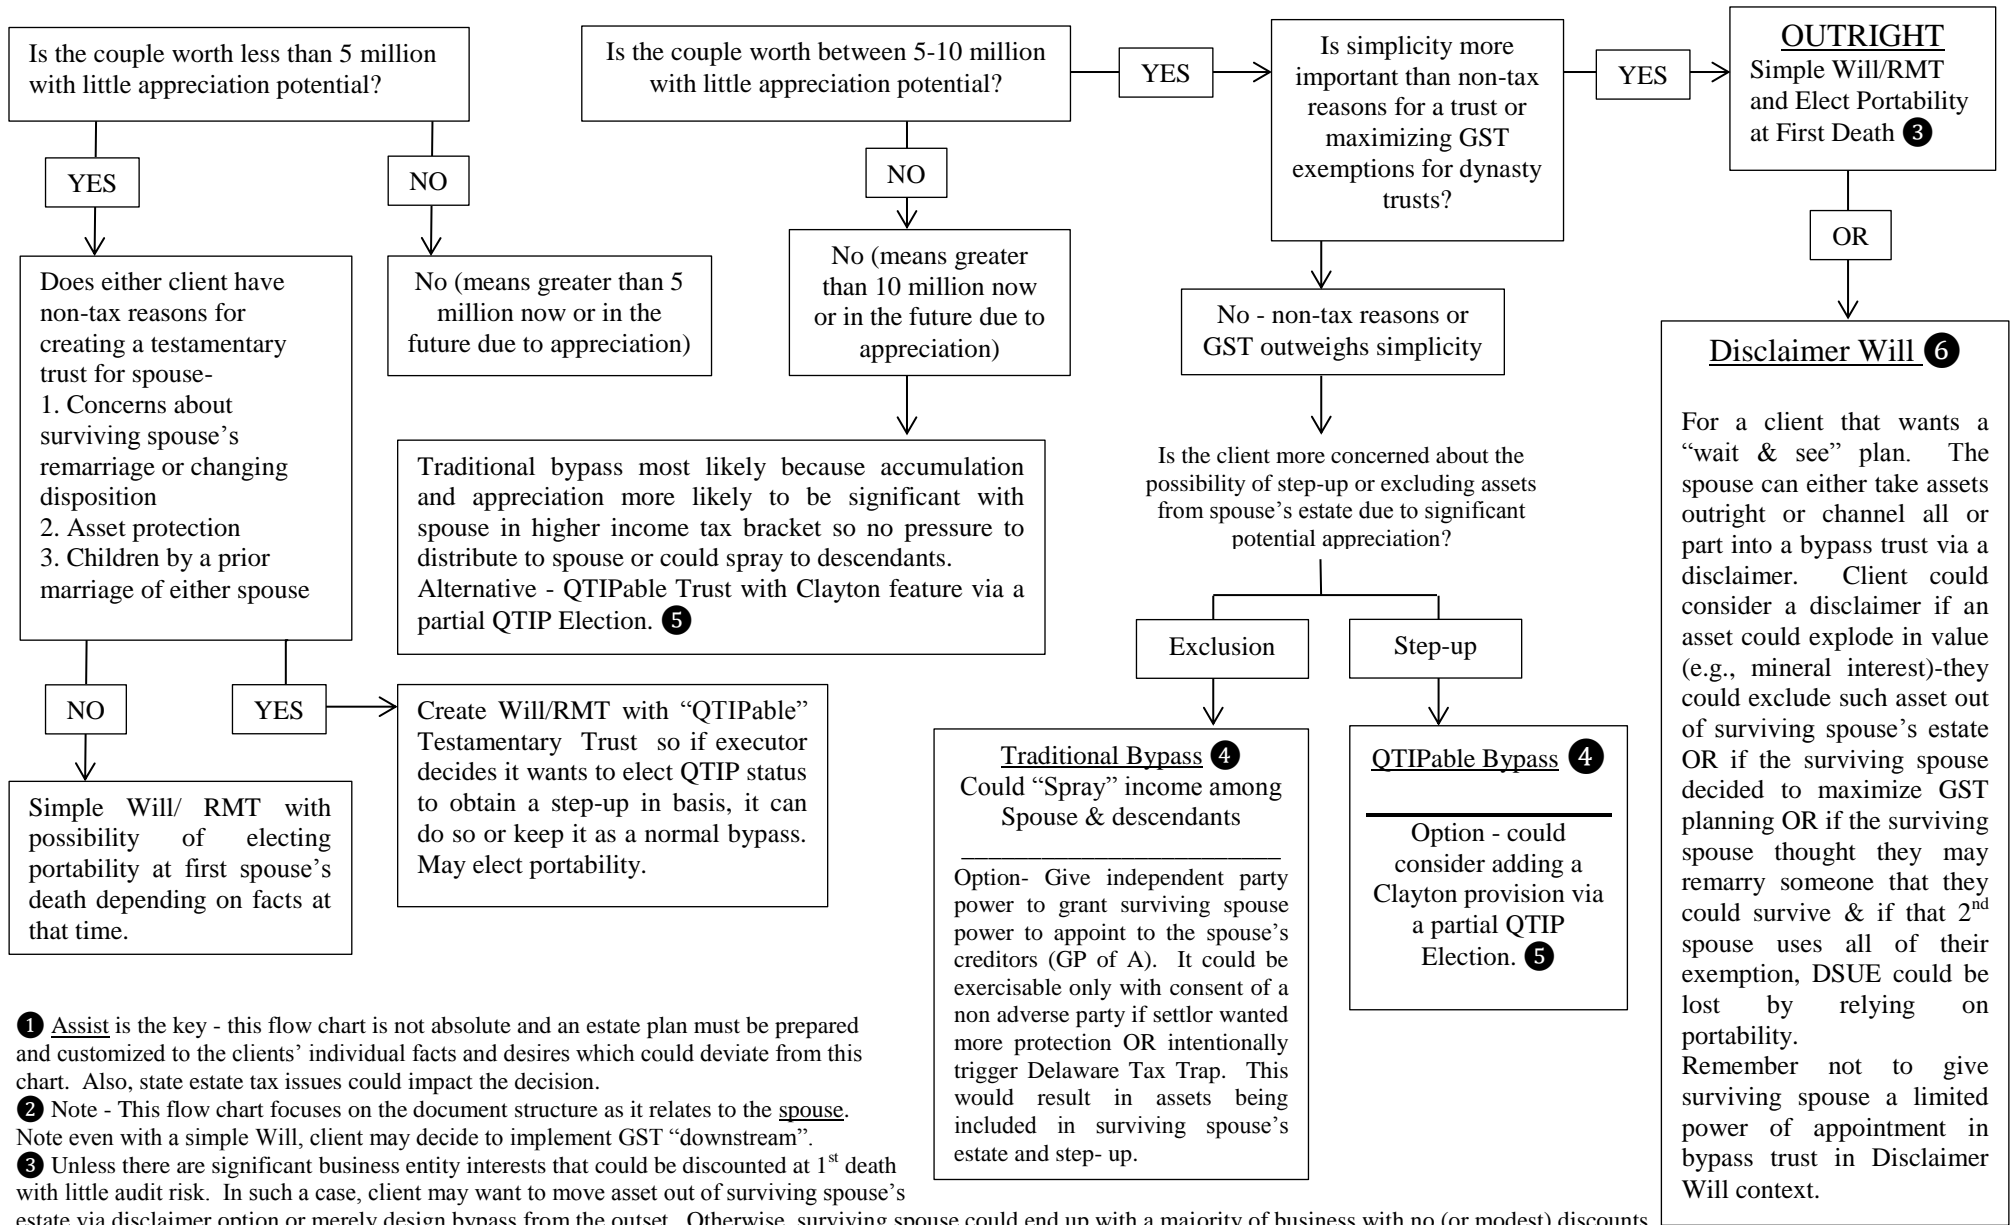 Is the couple worth less than 5 million
with little appreciation potential?
YES
NO
Does either client have
non-tax reasons for
creating a testamentary
trust for spouse-
1. Concerns about
surviving spouse’s
remarriage or changing
disposition
2. Asset protection
3. Children by a prior
marriage of either spouse
No (means greater than 5
million now or in the
future due to appreciation)
NO
YES
Simple Will/ RMT with
possibility of electing
portability at first spouse’s
death depending on facts at
that time.
Create Will/RMT with “QTIPable”
Testamentary Trust so if executor
decides it wants to elect QTIP status
to obtain a step-up in basis, it can
do so or keep it as a normal bypass.
May elect portability.
Is the couple worth between 5-10 million
with little appreciation potential?
YES
NO
No (means greater
than 10 million now
or in the future due to
appreciation)
Traditional bypass most likely because accumulation
and appreciation more likely to be significant with
spouse in higher income tax bracket so no pressure to
distribute to spouse or could spray to descendants.
Alternative - QTIPable Trust with Clayton feature via a
partial QTIP Election. ❺
Is simplicity more
important than non-tax
reasons for a trust or
maximizing GST
exemptions for dynasty
trusts?
YES
No - non-tax reasons or
GST outweighs simplicity
Is the client more concerned about the
possibility of step-up or excluding assets
from spouse’s estate due to significant
potential appreciation?
Exclusion
Step-up
Traditional Bypass ❹
Could “Spray” income among
Spouse & descendants
Option- Give independent party
power to grant surviving spouse
power to appoint to the spouse’s
creditors (GP of A). It could be
exercisable only with consent of a
non adverse party if settlor wanted
more protection OR intentionally
trigger Delaware Tax Trap. This
would result in assets being
included in surviving spouse’s
estate and step- up.
QTIPable Bypass ❹
Option - could
consider adding a
Clayton provision via
a partial QTIP
Election. ❺
OUTRIGHT
Simple Will/RMT
and Elect Portability
at First Death ❸
OR
Disclaimer Will ❻
For a client that wants a
“wait & see” plan. The
spouse can either take assets
outright or channel all or
part into a bypass trust via a
disclaimer. Client could
consider a disclaimer if an
asset could explode in value
(e.g., mineral interest)-they
could exclude such asset out
of surviving spouse’s estate
OR if the surviving spouse
decided to maximize GST
planning OR if the surviving
spouse thought they may
remarry someone that they
could survive & if that 2nd
spouse uses all of their
exemption, DSUE could be
lost by relying on
portability.
Remember not to give
surviving spouse a limited
power of appointment in
bypass trust in Disclaimer
Will context.
❶ Assist is the key - this flow chart is not absolute and an estate plan must be prepared
and customized to the clients’ individual facts and desires which could deviate from this
chart. Also, state estate tax issues could impact the decision.
❷ Note - This flow chart focuses on the document structure as it relates to the spouse.
Note even with a simple Will, client may decide to implement GST “downstream”.
❸ Unless there are significant business entity interests that could be discounted at 1st death
with little audit risk. In such a case, client may want to move asset out of surviving spouse’s
estate via disclaimer option or merely design bypass from the outset. Otherwise, surviving spouse could end up with a majority of business with no (or modest) discounts